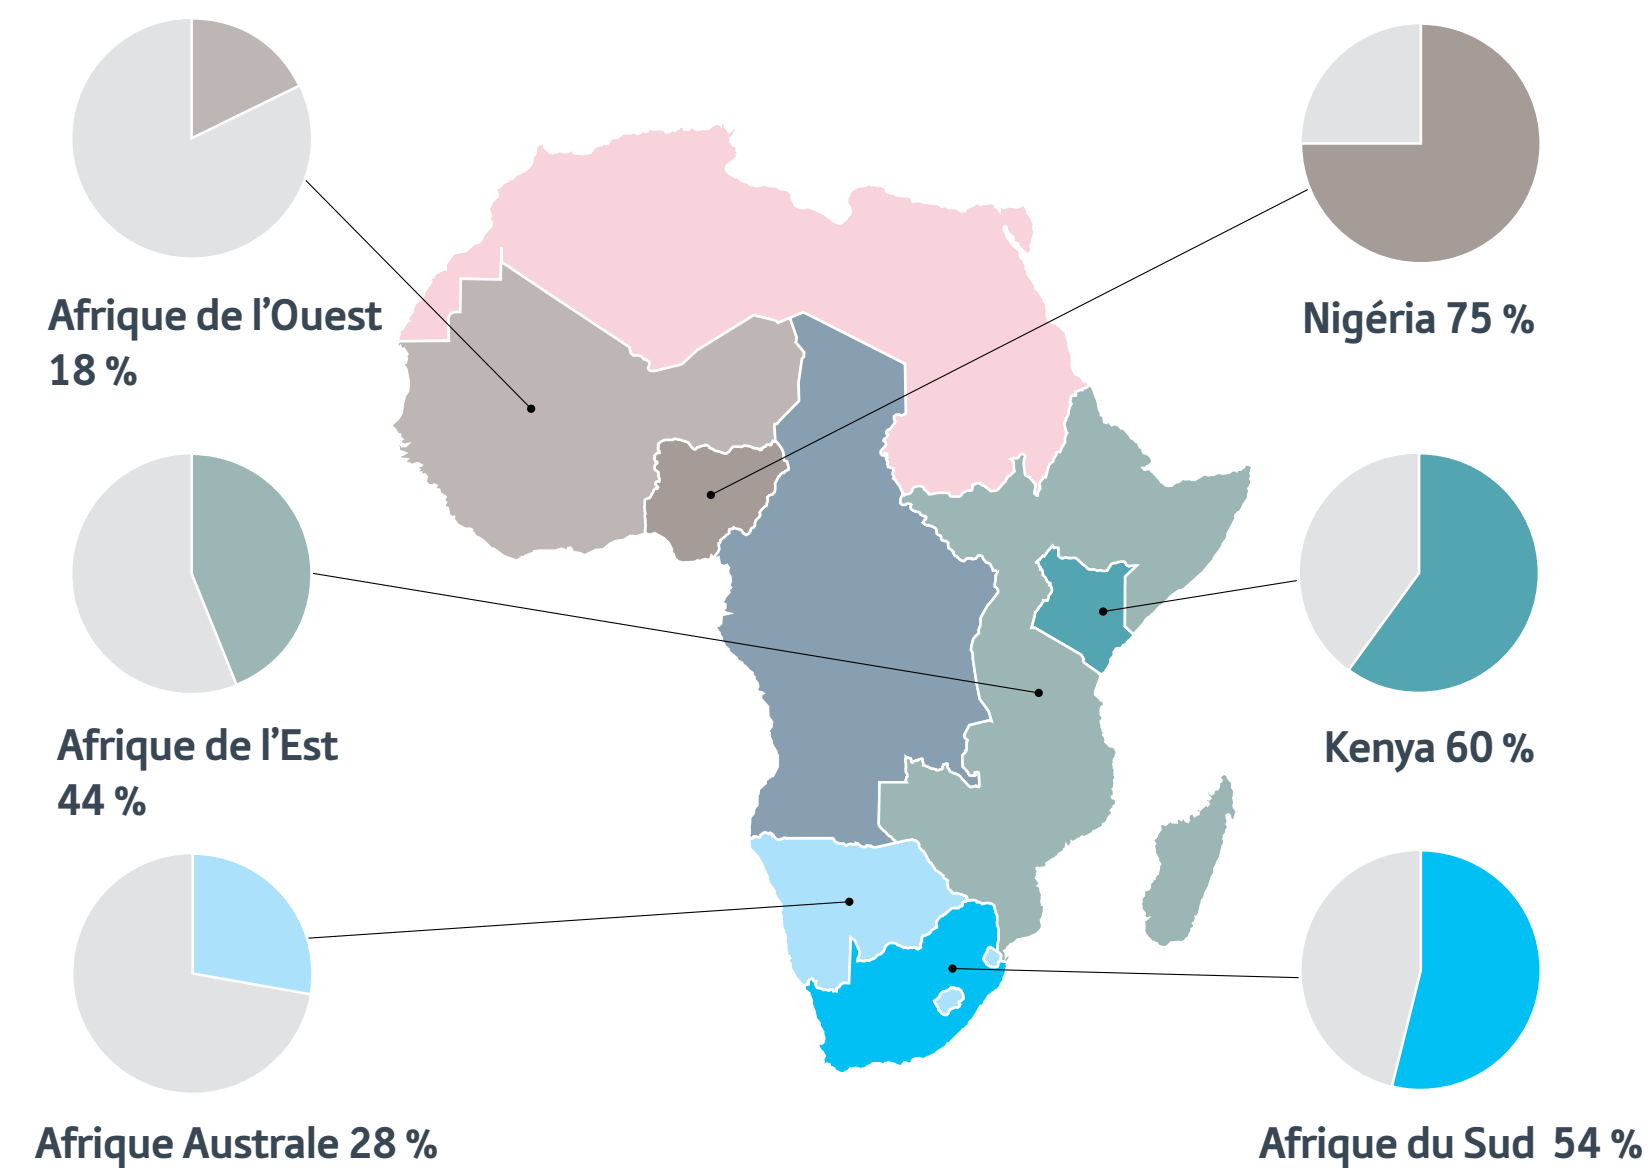 Afrique de l’Ouest
18 %
Nigéria 75 %
Afrique de l’Est
44 %
Kenya 60 %
Afrique Australe 28 %
Afrique du Sud 54 %